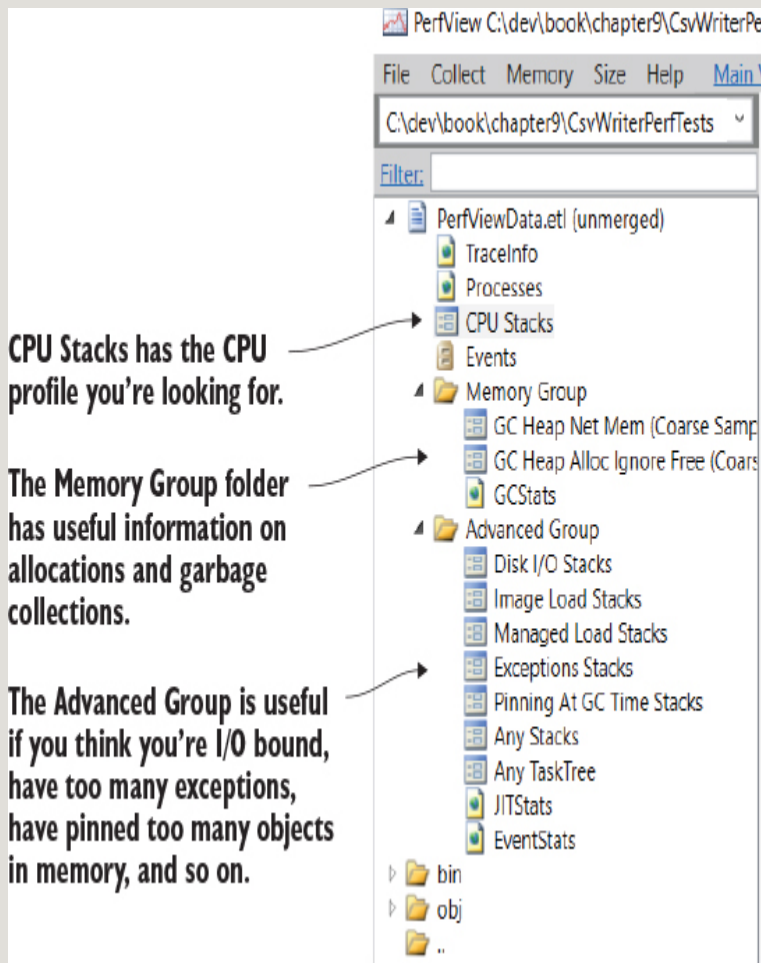 PerfView C:\dev\book\chapter9\CsvWriterPe
File Collect Memory Size Help Main
C:\dev\book\chapter9\CsvWriterPerfTests
Filter:
PerfViewData.etl (unmerged)
TraceInfo
Processes
CPU Stacks
Events
Memory Group
GC Heap Net Mem (Coarse Samp
GC Heap Alloc Ignore Free (Coars
GCStats
Advanced Group
Disk I/O Stacks
Image Load Stacks
Managed Load Stacks
Exceptions Stacks
Pinning At GC Time Stacks
Any Stacks
Any TaskTree
JITStats
EventStats
bin
obj
..
CPU Stacks has the CPU
profile you're looking for.
The Memory Group folder
has useful information on
allocations and garbage
collections.
The Advanced Group is useful
if you think you're I/O bound,
have too many exceptions,
have pinned too many objects
in memory, and so on.